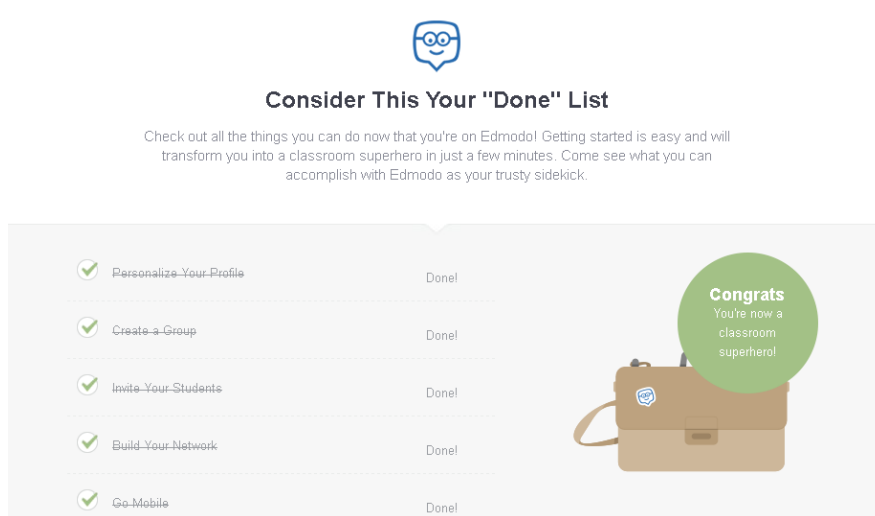 Consider This Your "Done" List
Check out all the things you can do now that you're on Edmodo! Getting started is easy and will
transform you into a classroom superhero in just a few minutes. Come see what you can
accomplish with Edmodo as your trusty sidekick.
Personalize Your Profile
Done!
Create a Group
Done!
Invite Your Students
Done!
Build Your Network
Done!
Go Mobile
Done!
Congrats
You're now a
classroom
superhero!